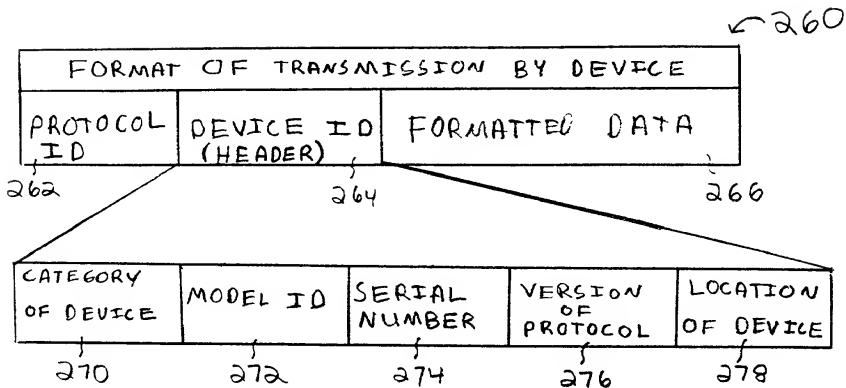 260
FORMAT OF TRANSMISSION BY DEVICE
PROTOCOL ID
DEVICE ID (HEADER)
FORMATTED DATA
262
264
266
CATEGORY OF DEVICE
MODEL ID
SERIAL NUMBER
VERSION OF PROTOCOL
LOCATION OF DEVICE
270
272
274
276
278